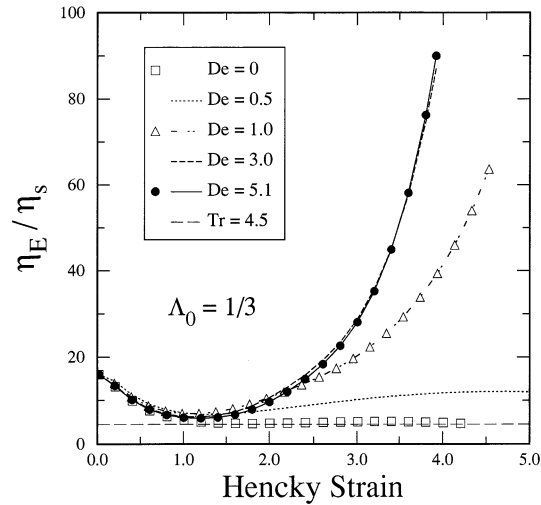 100
80
60
40
20
0
η_E / η_s
De = 0
De = 0.5
De = 1.0
De = 3.0
De = 5.1
Tr = 4.5
Λ₀ = 1/3
0.0 1.0 2.0 3.0 4.0 5.0
Hencky Strain